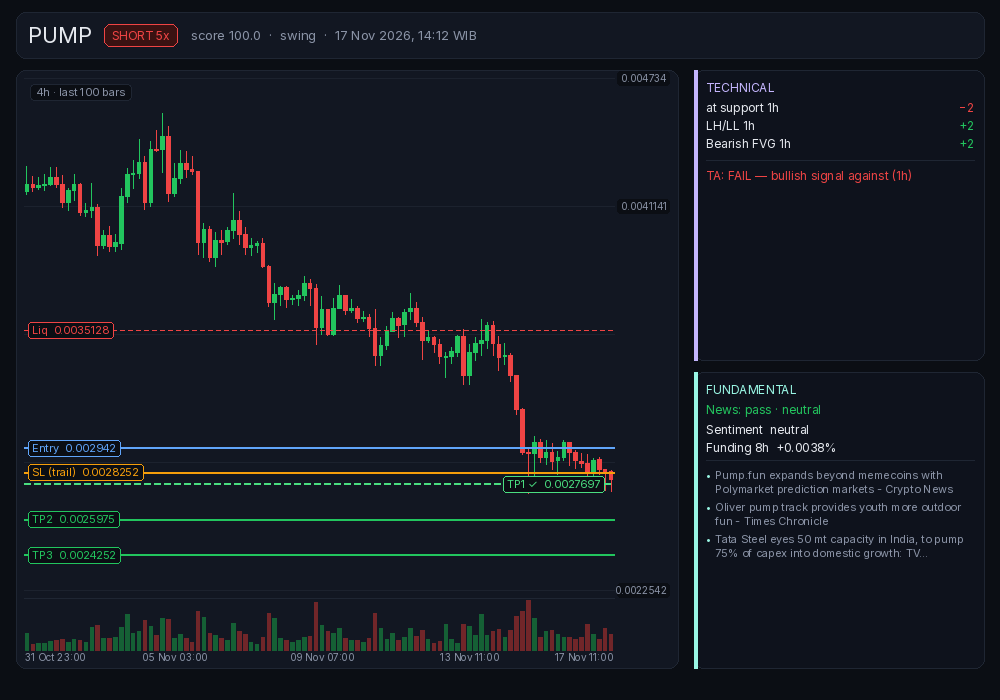 PUMP SHORT 5x score 100.0 · swing · 17 Nov 2026, 14:12 WIB
4h · last 100 bars
0.004734
0.0041141
Liq 0.0035128
Entry 0.002942
SL (trail) 0.0028252
TP1 ✓ 0.0027697
TP2 0.0025975
TP3 0.0024252
0.0022542
31 Oct 23:00 05 Nov 03:00 09 Nov 07:00 13 Nov 11:00 17 Nov 11:00
TECHNICAL
at support 1h −2
LH/LL 1h +2
Bearish FVG 1h +2
TA: FAIL — bullish signal against (1h)
FUNDAMENTAL
News: pass · neutral
Sentiment neutral
Funding 8h +0.0038%
• Pump.fun expands beyond memecoins with
Polymarket prediction markets - Crypto News
• Oliver pump track provides youth more outdoor
fun - Times Chronicle
• Tata Steel eyes 50 mt capacity in India, to pump
75% of capex into domestic growth: TV…